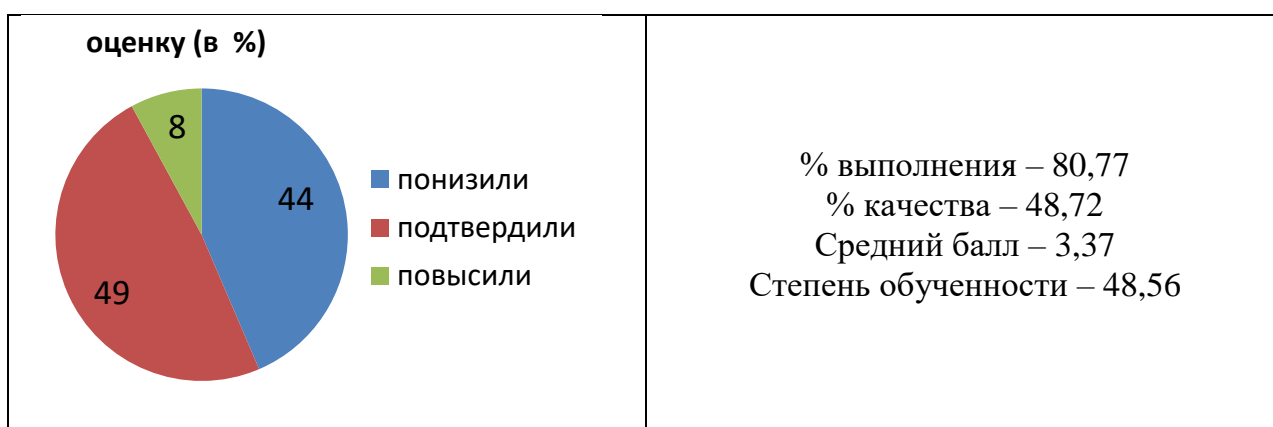 оценку (в %)
8
44
49
понизили
подтвердили
повысили
% выполнения – 80,77
% качества – 48,72
Средний балл – 3,37
Степень обученности – 48,56